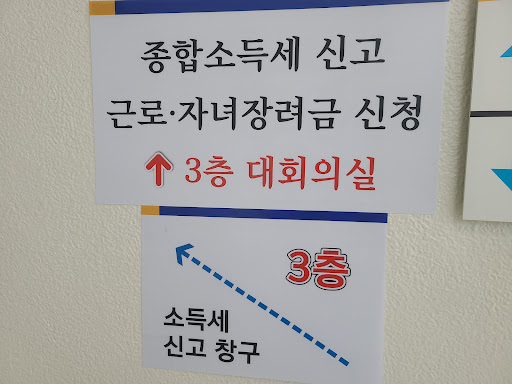 종합소득세 신고
근로·자녀장려금 신청
↑ 3층 대회의실
3층
소득세
신고 창구